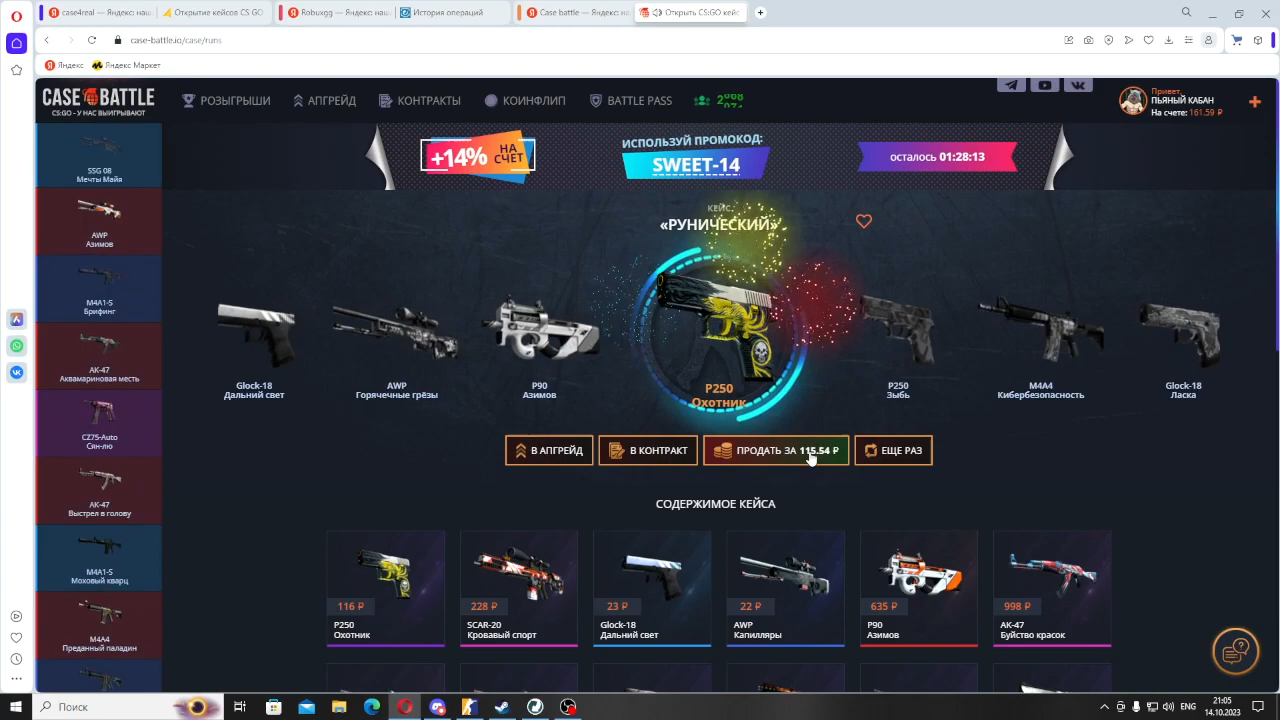 case4real — Яндекс: наш
Открытие кейсов CS GO
Robuxgg — Яндекс: наш
История операций
Case battle — Яндекс: на
Открыть CS:GO кейс
case-battle.io/case/runs
Яндекс
Яндекс Маркет
CASE BATTLE
CS:GO - У НАС ВЫИГРЫВАЮТ
РОЗЫГРЫШИ
АПГРЕЙД
КОНТРАКТЫ
КОИНФЛИП
BATTLE PASS
Привет,
ПЬЯНЫЙ КАБАН
На счете: 161.59 ₽
+14% НА СЧЕТ
ИСПОЛЬЗУЙ ПРОМОКОД:
SWEET-14
осталось 01:28:13
SSG 08
Мечты Майя
AWP
Азимов
M4A1-S
Брифинг
AK-47
Аквамариновая месть
CZ75-Auto
Сян-лю
AK-47
Выстрел в голову
M4A1-S
Моховый кварц
M4A4
Преданный паладин
КЕЙС
«РУНИЧЕСКИЙ»
Glock-18
Дальний свет
AWP
Горячечные грёзы
P90
Азимов
P250
Охотник
P250
Зыбь
M4A4
Кибербезопасность
Glock-18
Ласка
В АПГРЕЙД
В КОНТРАКТ
ПРОДАТЬ ЗА 115.54 ₽
ЕЩЕ РАЗ
СОДЕРЖИМОЕ КЕЙСА
116 ₽
P250
Охотник
228 ₽
SCAR-20
Кровавый спорт
23 ₽
Glock-18
Дальний свет
22 ₽
AWP
Капилляры
635 ₽
P90
Азимов
998 ₽
AK-47
Буйство красок
Поиск
ENG
21:05
14.10.2023